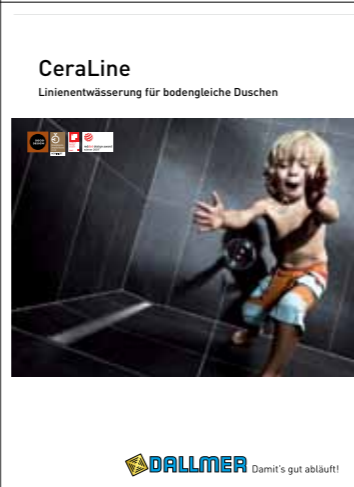 CeraLine
Linienentwässerung für bodengleiche Duschen
DALLMER Damit's gut abläuft!